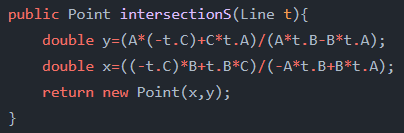 public Point intersectionS(Line t){
    double y=(A*(-t.C)+C*t.A)/(A*t.B-B*t.A);
    double x=((-t.C)*B+t.B*C)/(-A*t.B+B*t.A);
    return new Point(x,y);
}